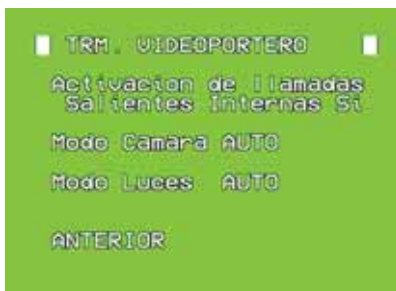 TRM. VIDEOPORTERO
Activacion de llamadas
Salientes Internas Si
Modo Camara AUTO
Modo Luces AUTO
ANTERIOR